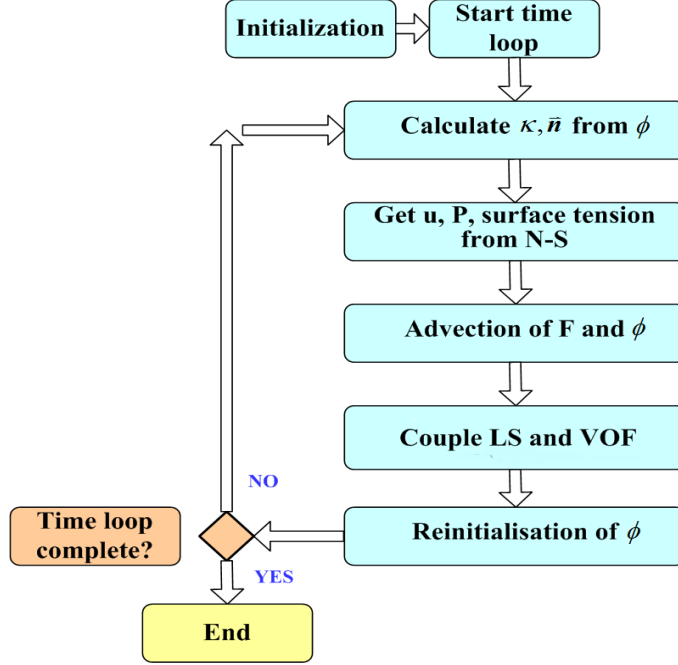 Initialization
Start time
loop
Calculate κ, n̄ from ϕ
Get u, P, surface tension
from N-S
Advection of F and ϕ
Couple LS and VOF
NO
Time loop
complete?
Reinitialisation of ϕ
YES
End